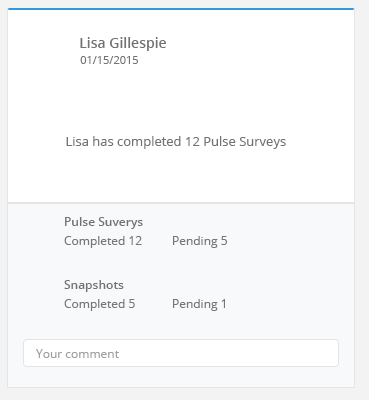 Lisa Gillespie
01/15/2015
Lisa has completed 12 Pulse Surveys
Pulse Suverys
Completed 12 Pending 5
Snapshots
Completed 5 Pending 1
Your comment